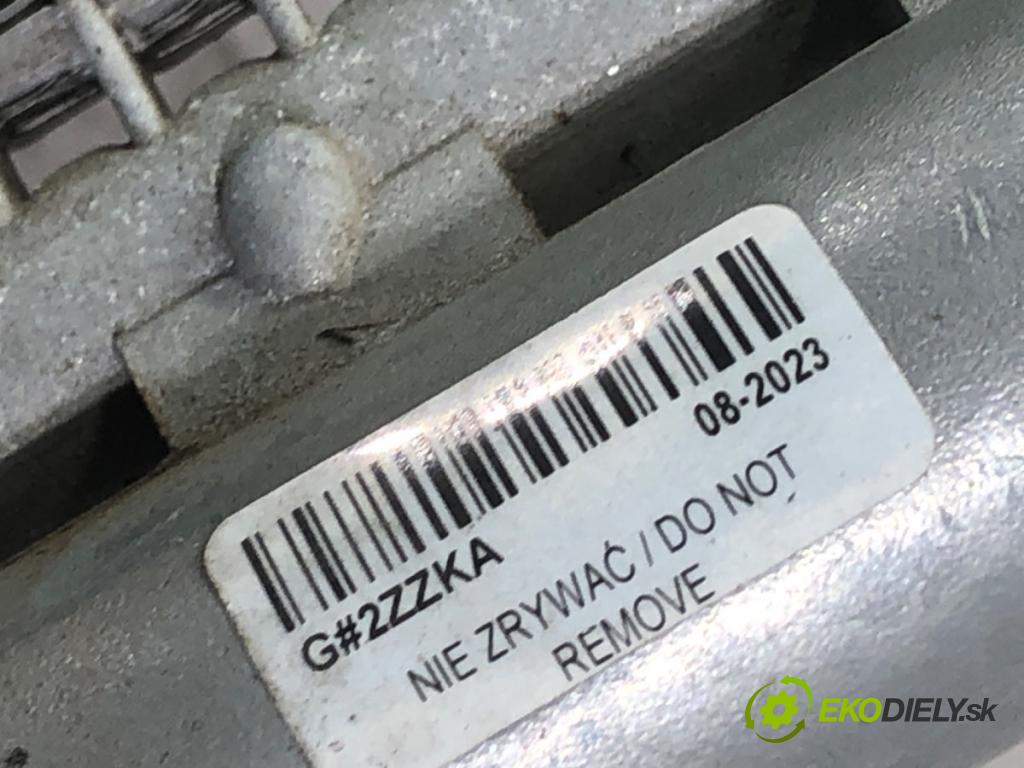 08-2023
G#2ZZKA
NIE ZRYWAĆ / DO NOT
REMOVE
EKODIELY.sk